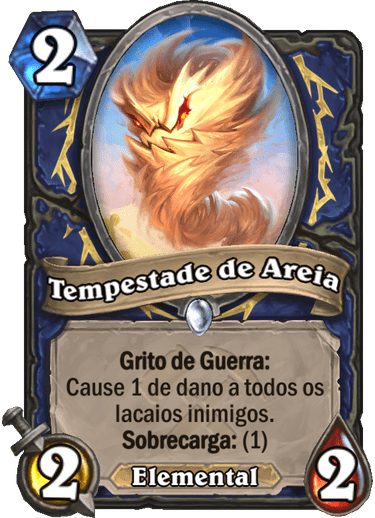 2
Tempestade de Areia
Grito de Guerra:
Cause 1 de dano a todos os
lacaios inimigos.
Sobrecarga: (1)
2
Elemental
2